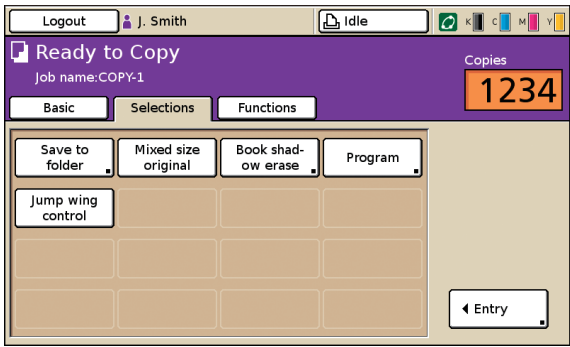 Logout
J. Smith
Idle
K C M Y
Ready to Copy
Job name:COPY-1
Copies
1234
Basic
Selections
Functions
Save to
folder
Mixed size
original
Book shad-
ow erase
Program
Jump wing
control
Entry